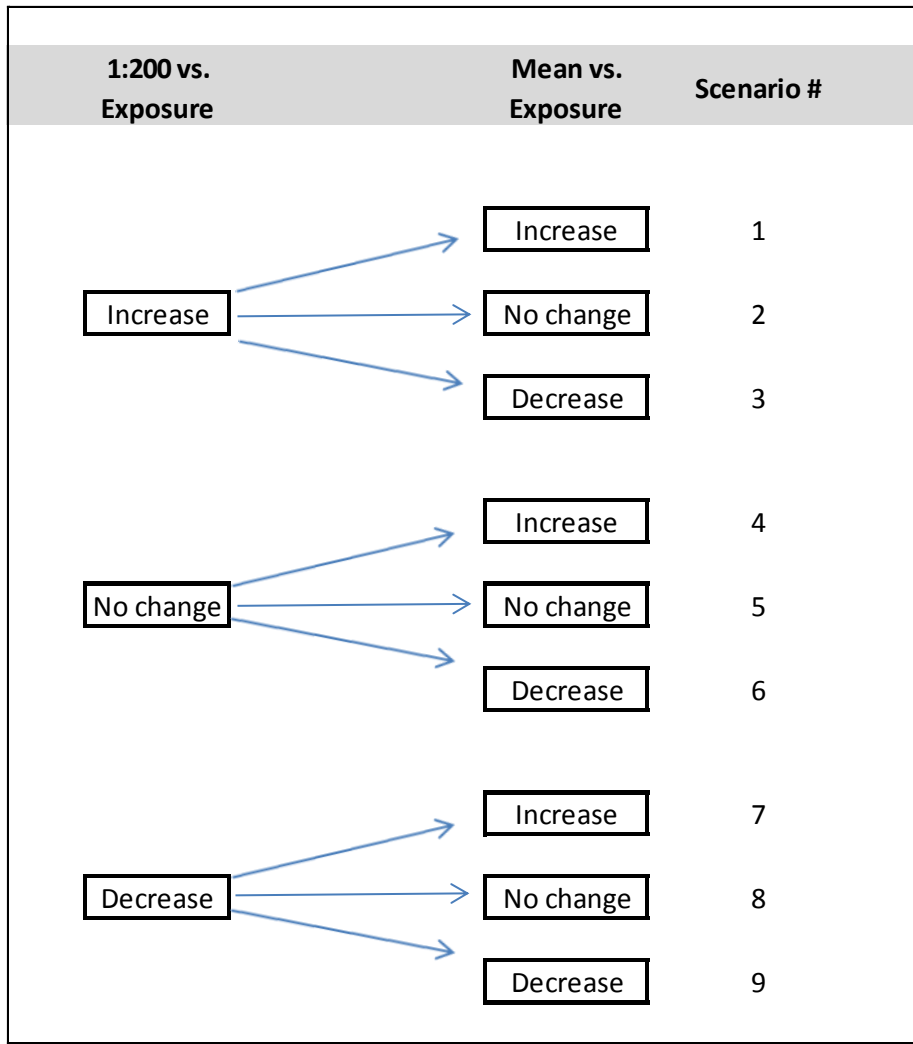 1:200 vs. Exposure
Mean vs. Exposure
Scenario #
Increase
Increase
1
No change
2
Decrease
3
No change
Increase
4
No change
5
Decrease
6
Decrease
Increase
7
No change
8
Decrease
9